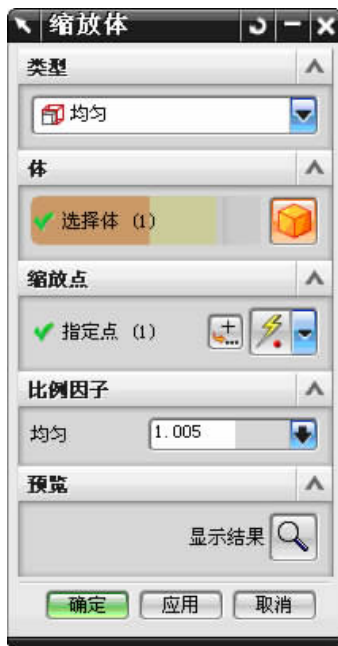 缩放体
类型
均匀
体
选择体 (1)
缩放点
指定点 (1)
比例因子
均匀 1.005
预览
显示结果
确定 应用 取消